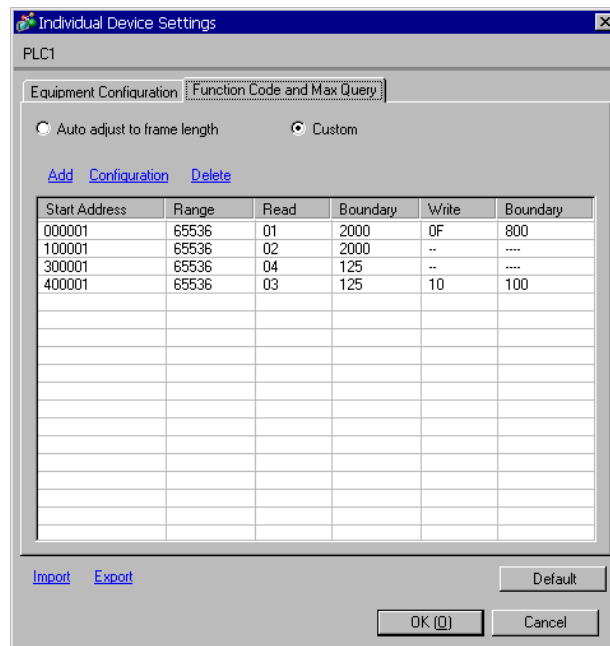 Individual Device Settings
PLC1
Equipment Configuration Function Code and Max Query
Auto adjust to frame length Custom
Add Configuration Delete
Start Address Range Read Boundary Write Boundary
000001 65536 01 2000 0F 800
100001 65536 02 2000 -- ----
300001 65536 04 125 -- ----
400001 65536 03 125 10 100
Import Export Default
OK (O) Cancel